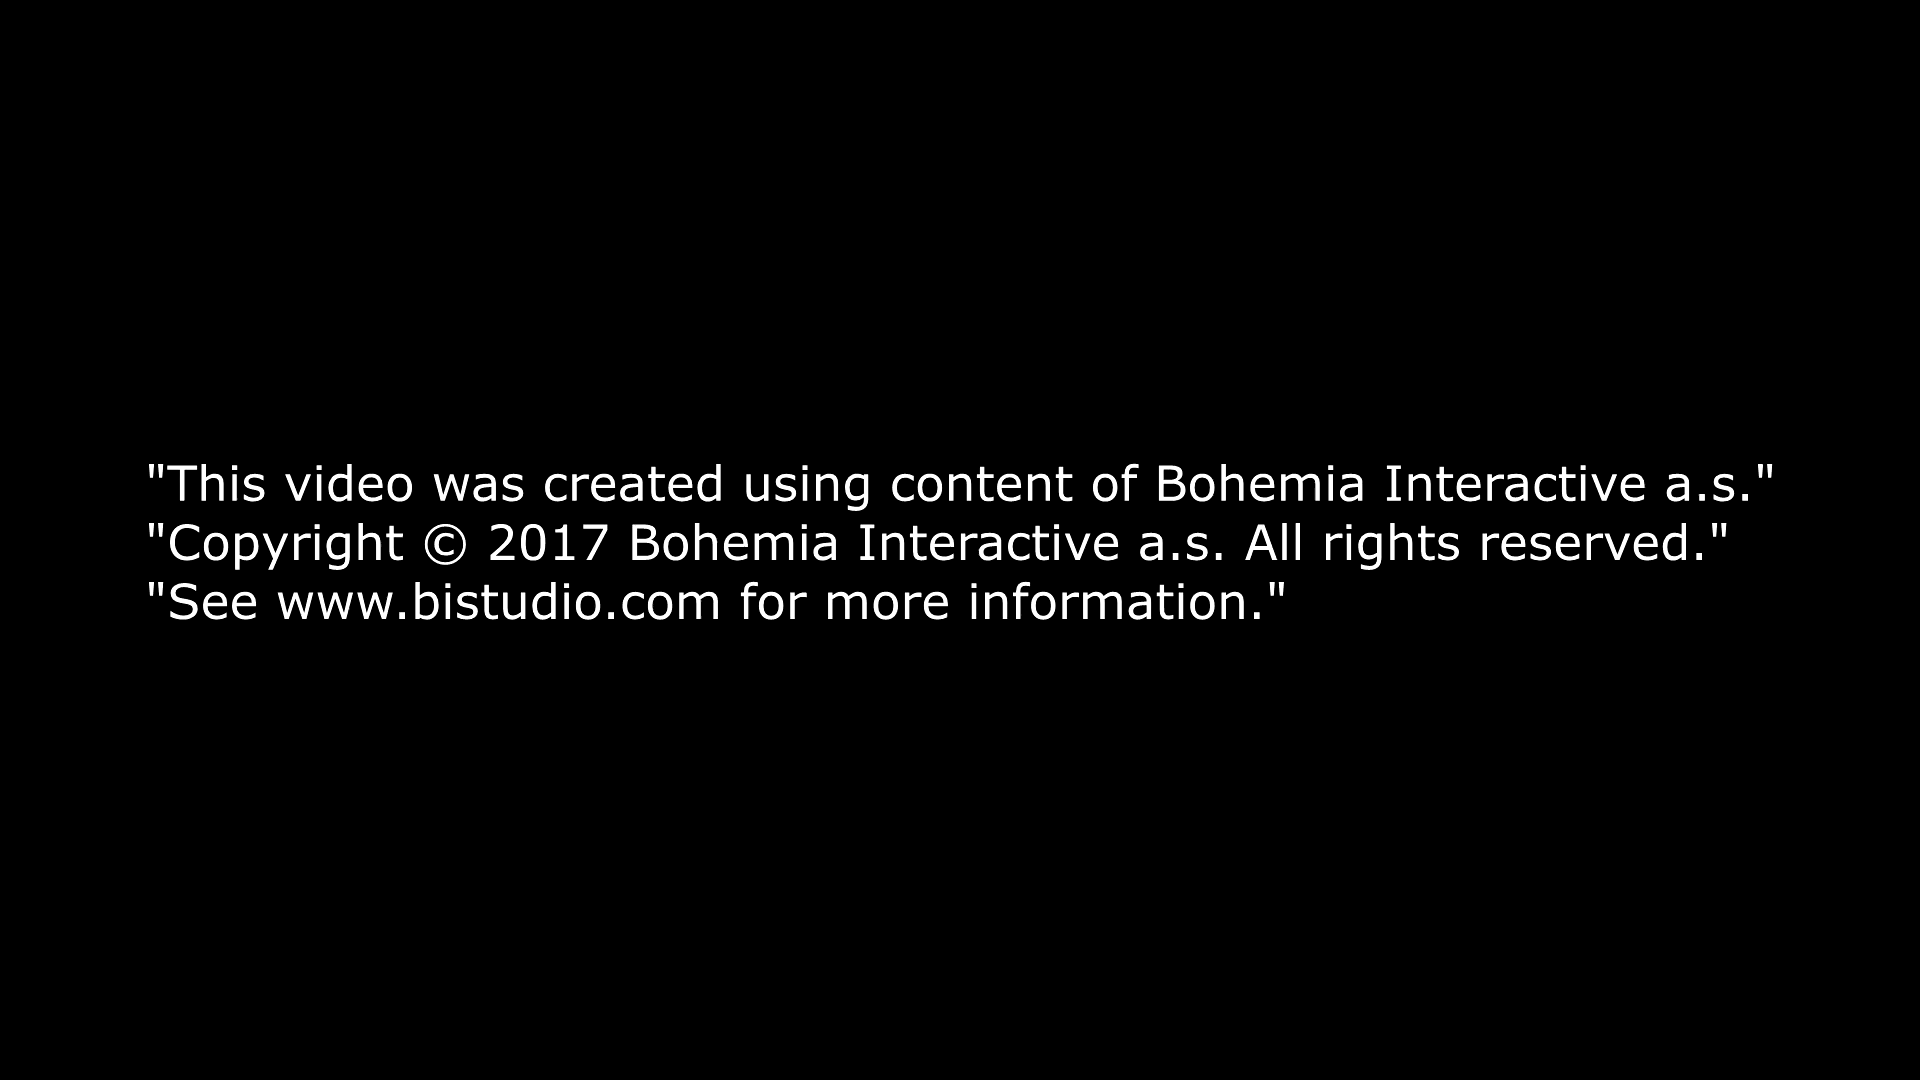 "This video was created using content of Bohemia Interactive a.s."
"Copyright © 2017 Bohemia Interactive a.s. All rights reserved."
"See www.bistudio.com for more information."